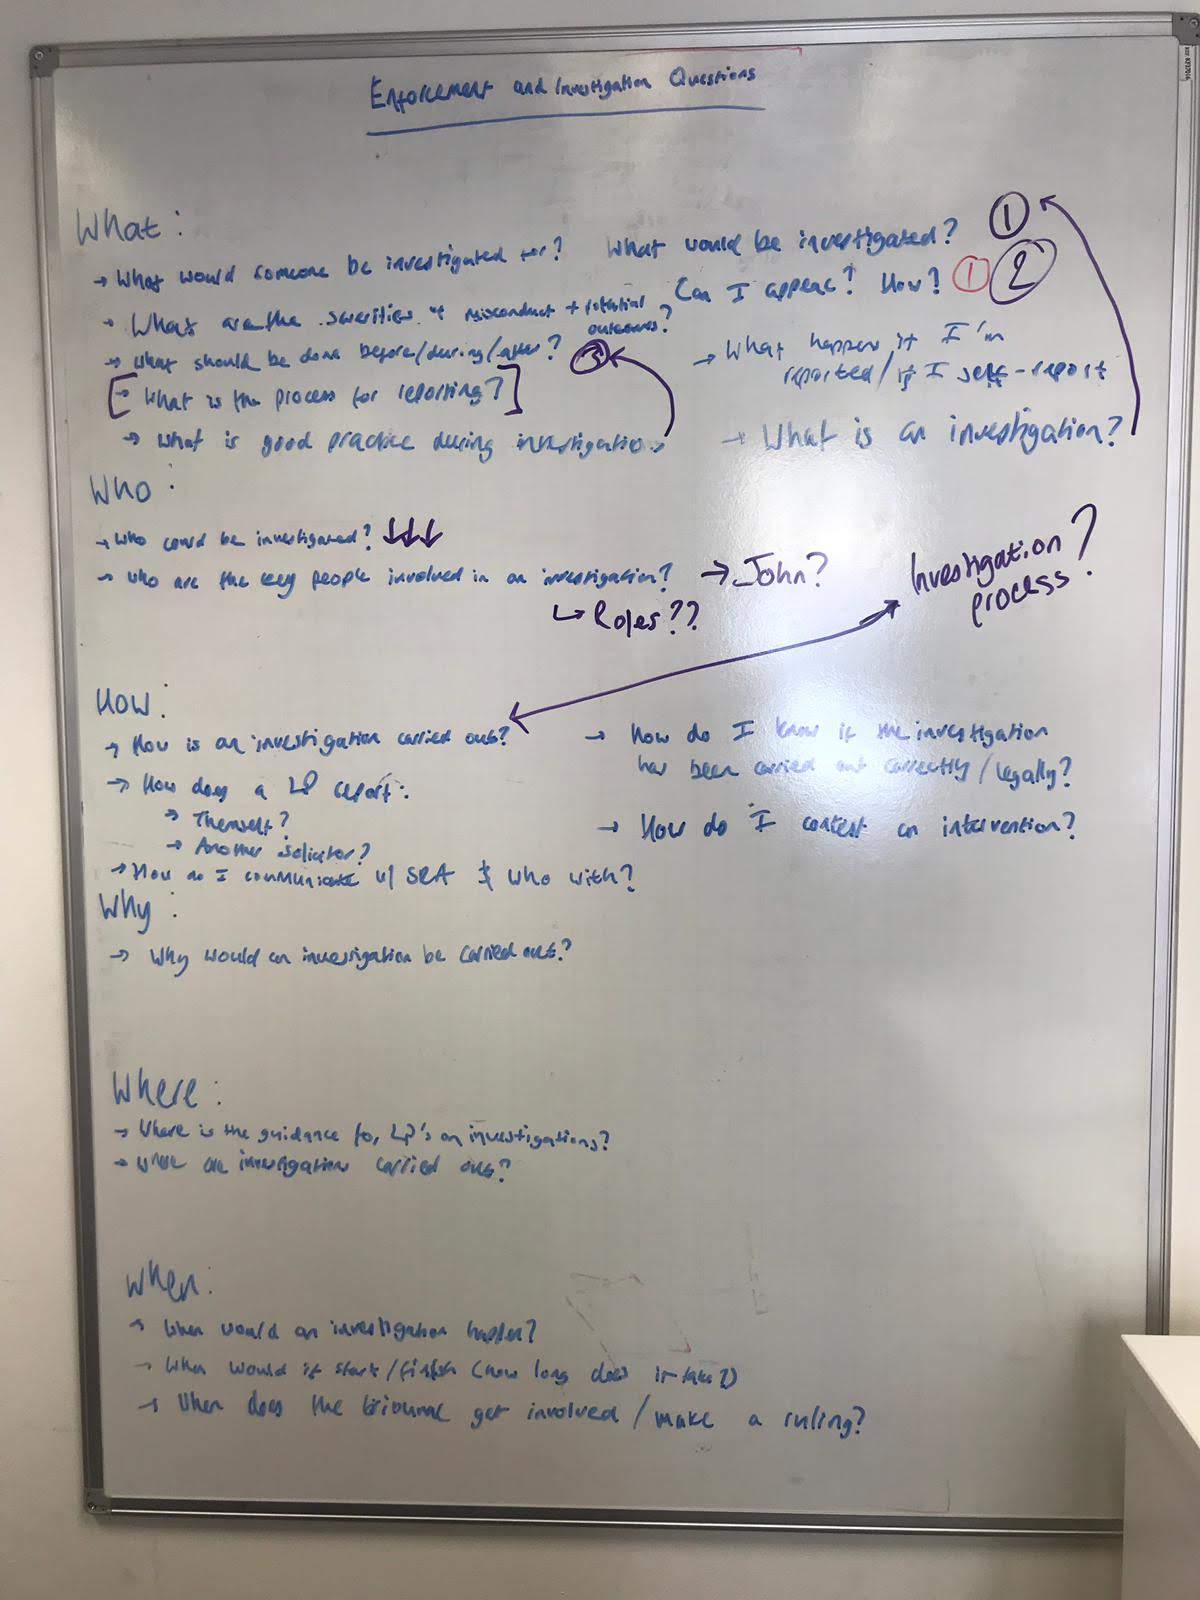 Enforcement and Investigation Questions
What:
→ What would someone be investigated for?
What would be investigated? ①
→ What are the severities of misconduct + potential outcomes?
Can I appeal? How? ① ②
→ What should be done before/during/after? ③
→ What happens if I'm
reported/if I self-report
[→ What is the process for reporting?]
→ What is good practice during investigations
→ What is an investigation?
Who:
→ Who could be investigated? ↓↓↓
→ Who are the key people involved in an investigation? → John?
↳ Roles??
Investigation?
process
How:
→ How is an investigation carried out?
→ How does a LP report:
→ Themself?
→ Another solicitor?
→ How do I communicate w/ SRA & who with?
→ How do I know if the investigation
has been carried out correctly/legally?
→ How do I contest an intervention?
Why:
→ Why would an investigation be carried out?
Where:
→ Where is the guidance for LP's on investigations?
→ Where are investigations carried out?
When:
→ When would an investigation happen?
→ When would it start/finish (how long does it take?)
→ When does the tribunal get involved/make a ruling?